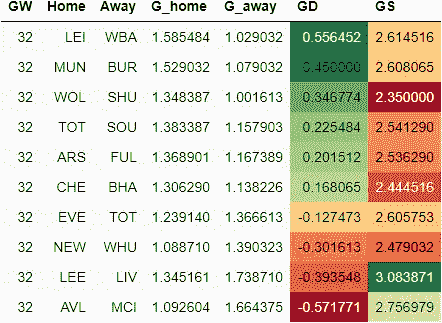 GW Home Away G_home G_away GD GS
32 LEI WBA 1.585484 1.029032 0.556452 2.614516
32 MUN BUR 1.529032 1.079032 0.450000 2.608065
32 WOL SHU 1.348387 1.001613 0.346774 2.350000
32 TOT SOU 1.383387 1.157903 0.225484 2.541290
32 ARS FUL 1.368901 1.167389 0.201512 2.536290
32 CHE BHA 1.306290 1.138226 0.168065 2.444516
32 EVE TOT 1.239140 1.366613 -0.127473 2.605753
32 NEW WHU 1.088710 1.390323 -0.301613 2.479032
32 LEE LIV 1.345161 1.738710 -0.393548 3.083871
32 AVL MCI 1.092604 1.664375 -0.571771 2.756979